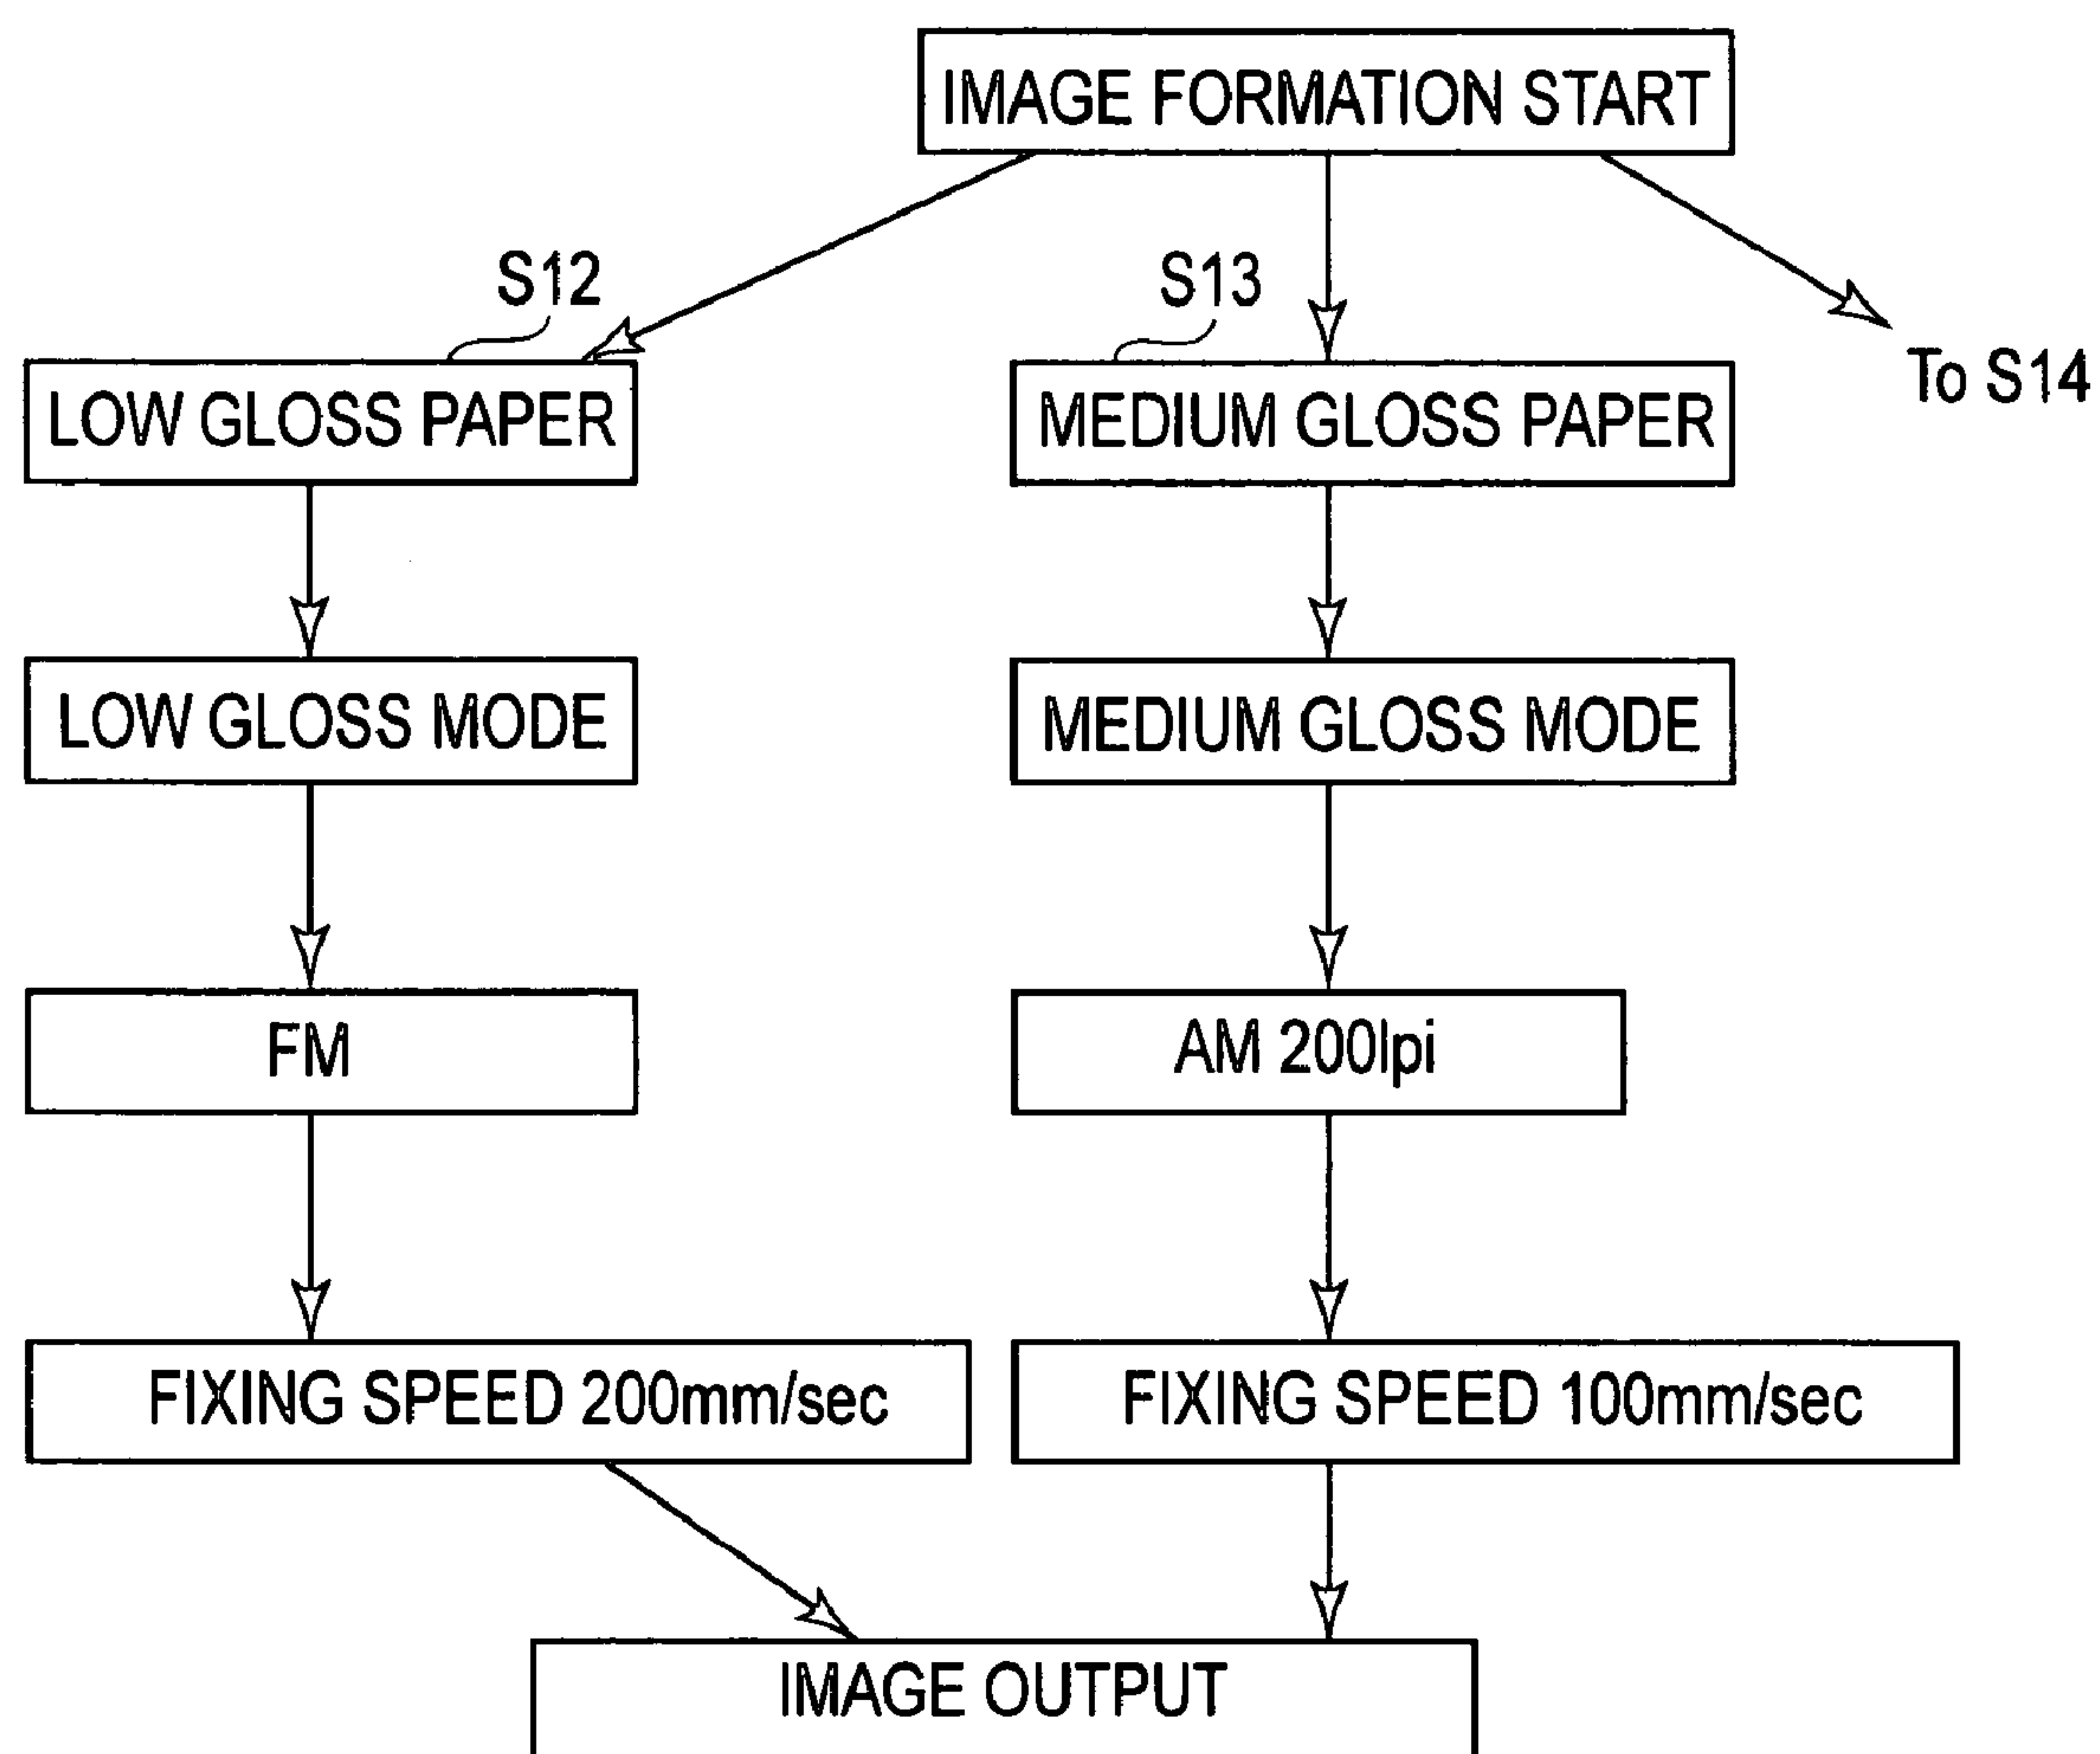 IMAGE FORMATION START
S12
S13
To S14
LOW GLOSS PAPER
MEDIUM GLOSS PAPER
LOW GLOSS MODE
MEDIUM GLOSS MODE
FM
AM 200lpi
FIXING SPEED 200mm/sec
FIXING SPEED 100mm/sec
IMAGE OUTPUT